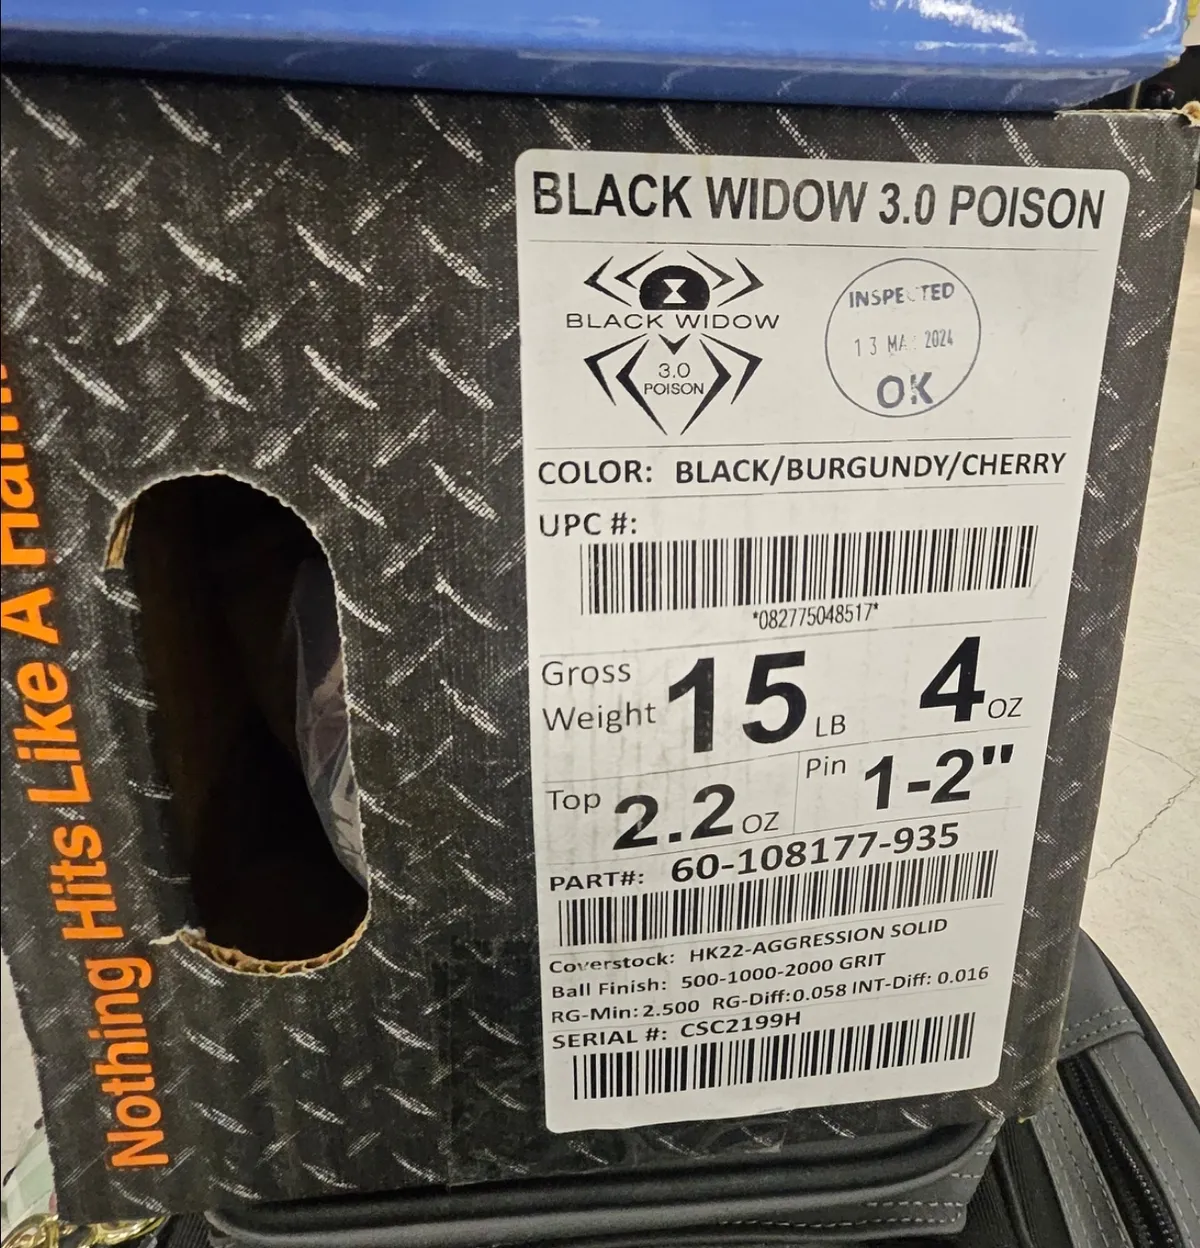 BLACK WIDOW 3.0 POISON
BLACK WIDOW
3.0
POISON
INSPECTED
13 MA 2024
OK
COLOR: BLACK/BURGUNDY/CHERRY
UPC #:
*082775048517*
Gross
Weight 15 LB 4 OZ
Top 2.2 OZ Pin 1-2"
PART#: 60-108177-935
Coverstock: HK22-AGGRESSION SOLID
Ball Finish: 500-1000-2000 GRIT
RG-Min: 2.500 RG-Diff:0.058 INT-Diff: 0.016
SERIAL #: CSC2199H
Nothing Hits Like A